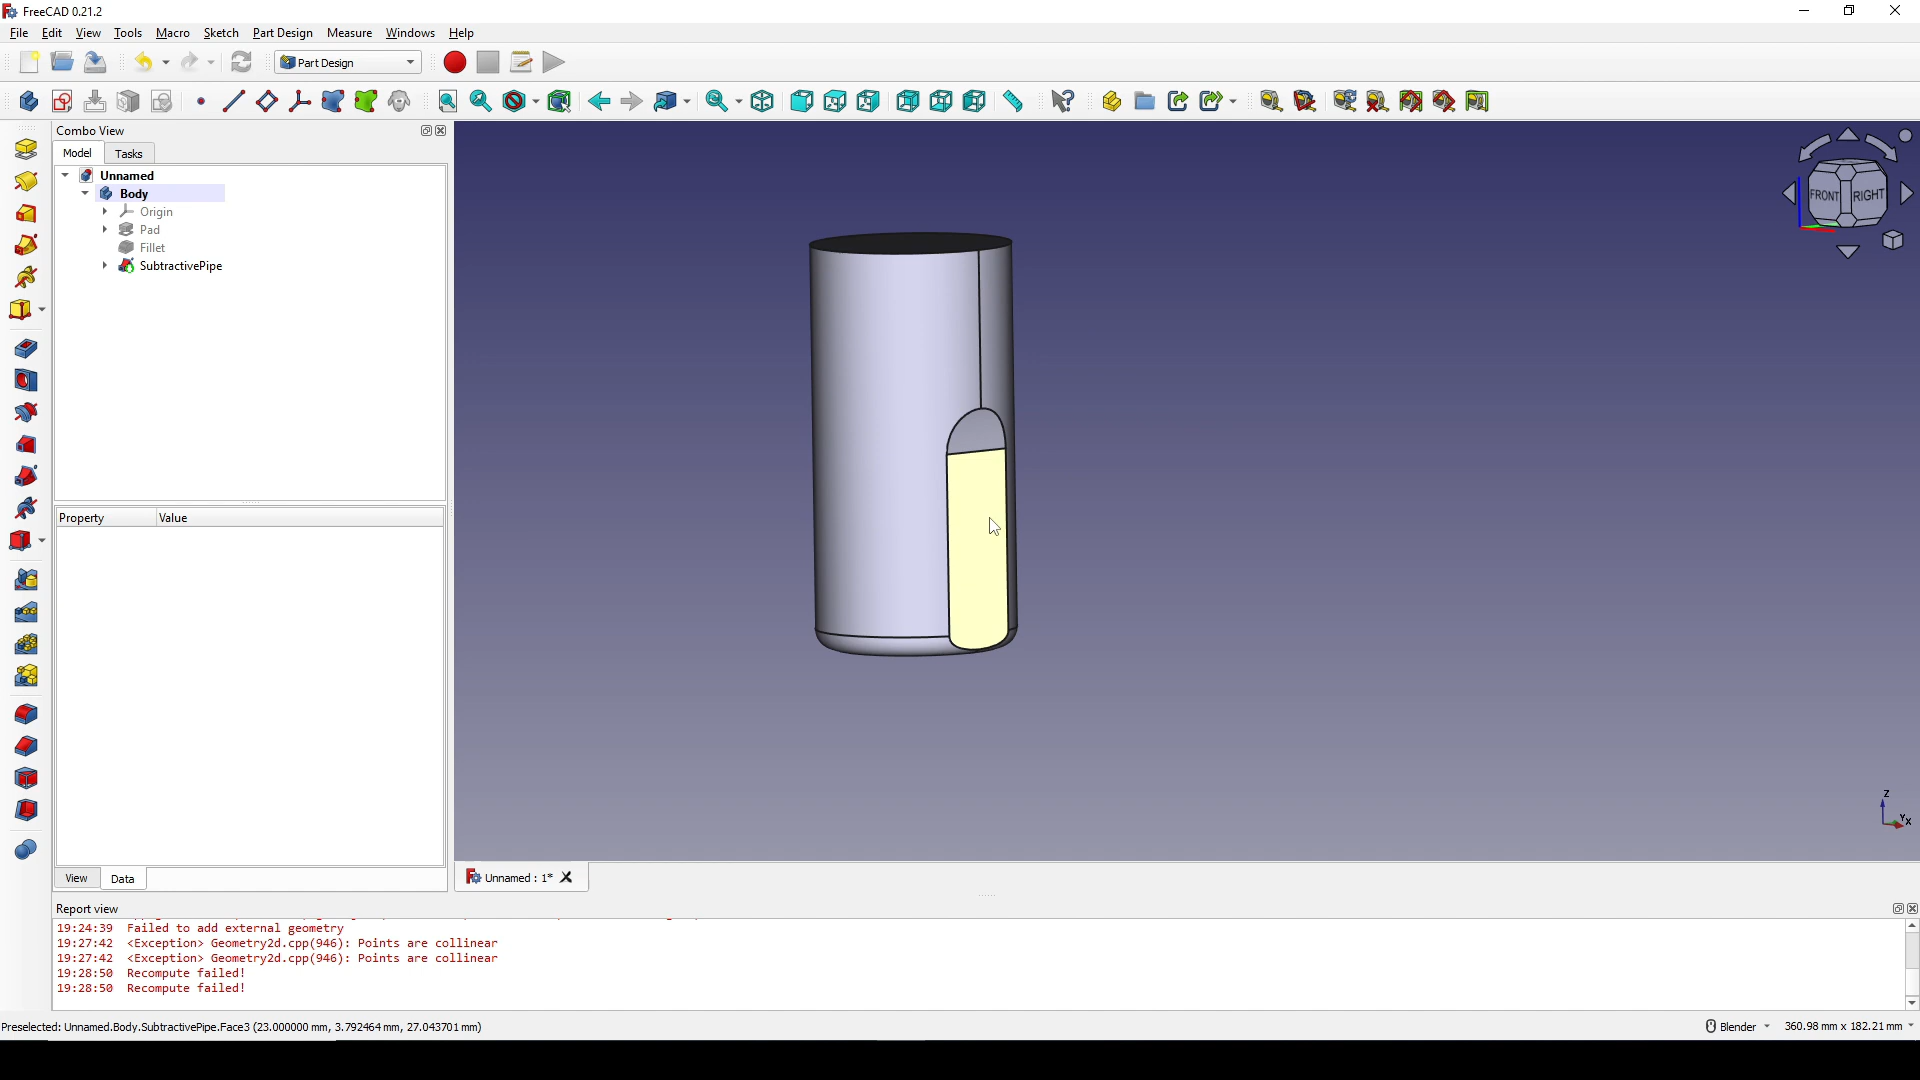 FreeCAD 0.21.2
File Edit View Tools Macro Sketch Part Design Measure Windows Help
Part Design
Combo View
Model Tasks
Unnamed
Body
Origin
Pad
Fillet
SubtractivePipe
FRONT RIGHT
Property Value
Z
Y X
View Data
Unnamed : 1*
Report view
19:24:39 Failed to add external geometry
19:27:42 <Exception> Geometry2d.cpp(946): Points are collinear
19:27:42 <Exception> Geometry2d.cpp(946): Points are collinear
19:28:50 Recompute failed!
19:28:50 Recompute failed!
Preselected: Unnamed.Body.SubtractivePipe.Face3 (23.000000 mm, 3.792464 mm, 27.043701 mm)
Blender 360.98 mm x 182.21 mm